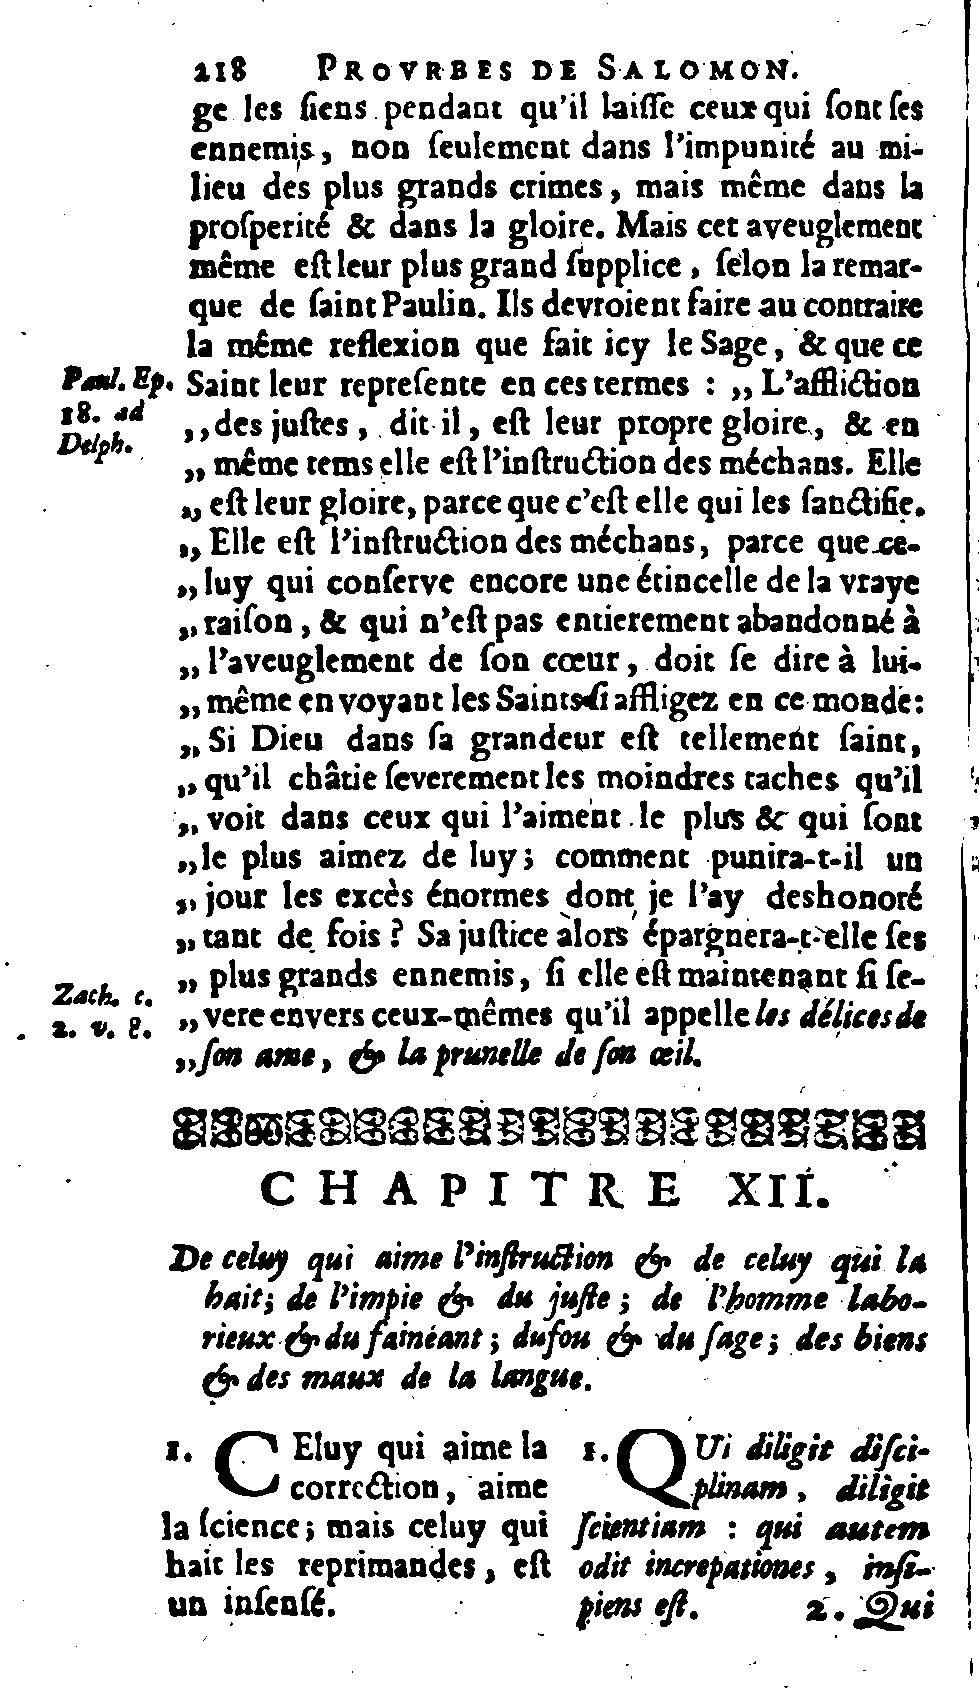 218 PROVRBES DE SALOMON.
ge les ſiens pendant qu'il laiſſe ceux qui ſont ſes
ennemis, non ſeulement dans l'impunité au mi-
lieu des plus grands crimes, mais même dans la
proſperité & dans la gloire. Mais cet aveuglement
même eſt leur plus grand ſupplice, ſelon la remar-
que de ſaint Paulin. Ils devroient faire au contraire
la même reflexion que fait icy le Sage, & que ce
Paul. Ep.
18. ad
Delph.
Saint leur repreſente en ces termes : „ L'affliction
„des juſtes, dit il, eſt leur propre gloire, & en
„ même tems elle eſt l'inſtruction des méchans. Elle
„ eſt leur gloire, parce que c'eſt elle qui les ſanctifie.
„ Elle eſt l'inſtruction des méchans, parce que ce-
„ luy qui conſerve encore une étincelle de la vraye
„ raiſon, & qui n'eſt pas entierement abandonné à
„ l'aveuglement de ſon cœur, doit ſe dire à lui-
„ même en voyant les Saints ſi affligez en ce monde:
„ Si Dieu dans ſa grandeur eſt tellement ſaint,
„ qu'il châtie ſeverement les moindres taches qu'il
„ voit dans ceux qui l'aiment le plus & qui ſont
„le plus aimez de luy; comment punira-t-il un
„ jour les excès énormes dont je l'ay deshonoré
„ tant de fois ? Sa juſtice alors épargnera-t-elle ſes
„ plus grands ennemis, ſi elle eſt maintenant ſi ſe-
Zach. c.
2. v. 8.
„ vere envers ceux-mêmes qu'il appelle les délices de
„ſon ame, & la prunelle de ſon œil.
CHAPITRE XII.
De celuy qui aime l'inſtruction & de celuy qui la
hait; de l'impie & du juſte ; de l'homme labo-
rieux & du fainéant ; du fou & du ſage ; des biens
& des maux de la langue.
1. CEluy qui aime la
correction, aime
la ſcience; mais celuy qui
hait les reprimandes, eſt
un inſenſé.
1. QUi diligit diſci-
plinam, diligit
ſcientiam : qui autem
odit increpationes, inſi-
piens eſt.
2. Qui